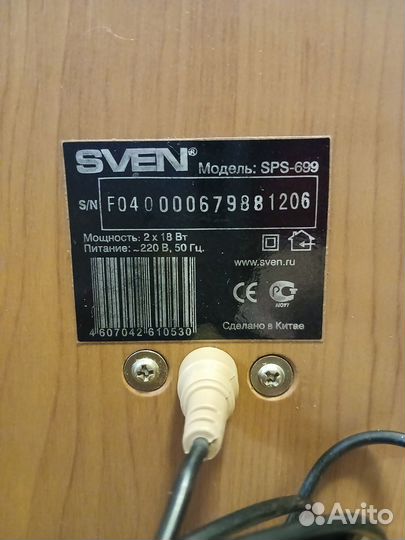 SVEN® Модель: SPS-699
S/N F040000679881206
Мощность: 2 x 18 Вт
Питание: ~220 В, 50 Гц.
www.sven.ru
4 607042 610530
CE
Сделано в Китае
Avito